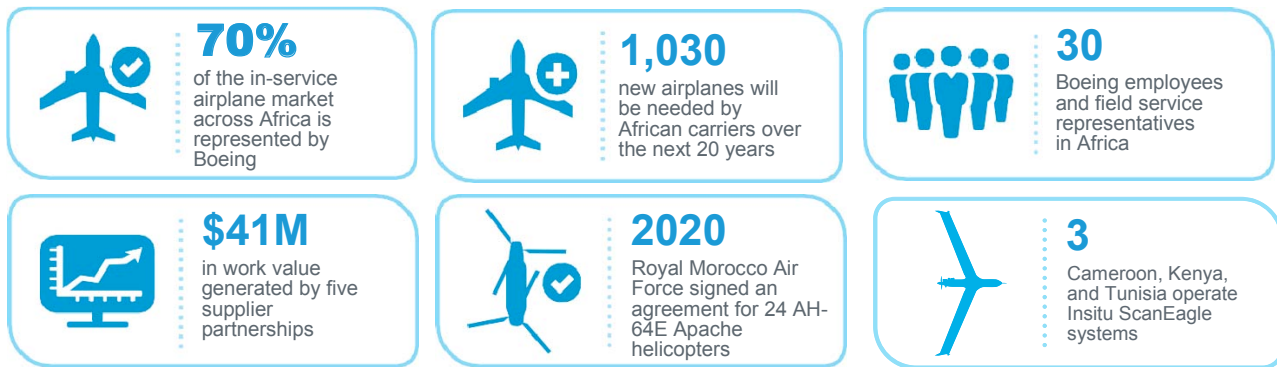 70%
of the in-service
airplane market
across Africa is
represented by
Boeing
1,030
new airplanes will
be needed by
African carriers over
the next 20 years
30
Boeing employees
and field service
representatives
in Africa
$41M
in work value
generated by five
supplier
partnerships
2020
Royal Morocco Air
Force signed an
agreement for 24 AH-
64E Apache
helicopters
3
Cameroon, Kenya,
and Tunisia operate
Insitu ScanEagle
systems